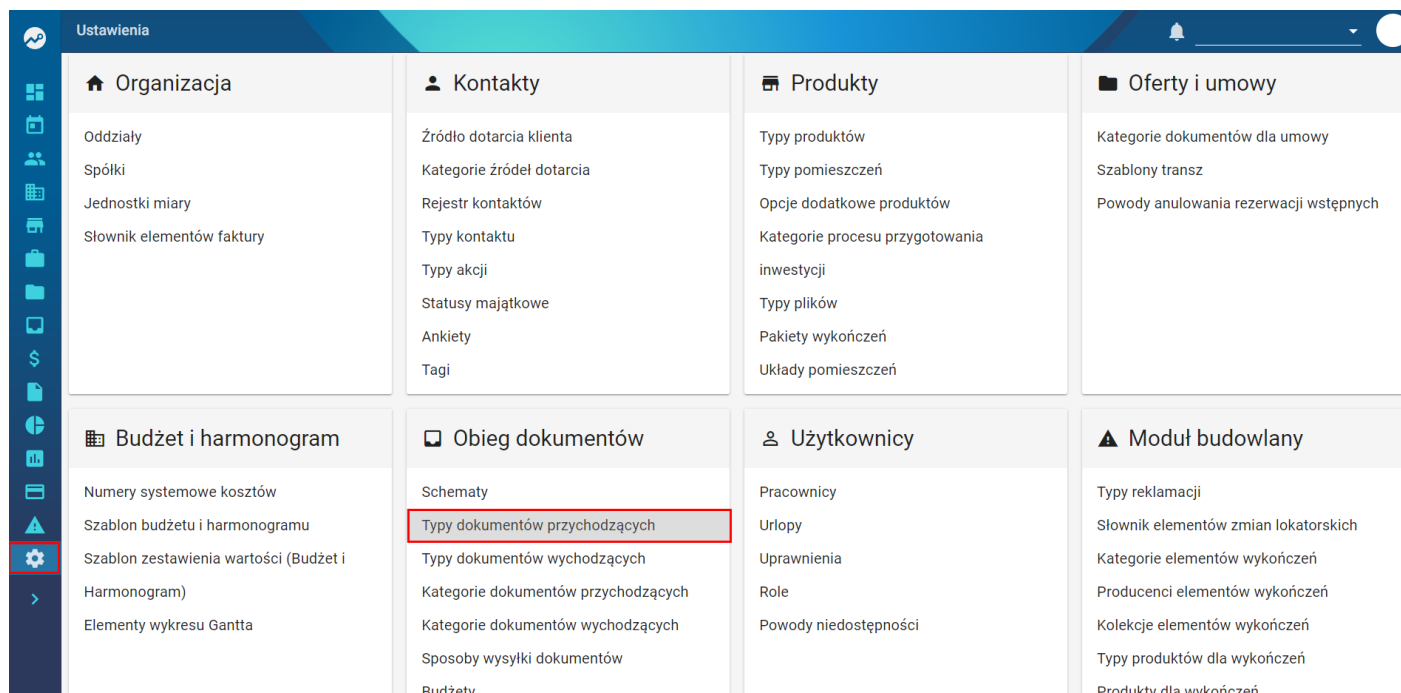 Ustawienia
Organizacja
Oddziały
Spółki
Jednostki miary
Słownik elementów faktury
Kontakty
Źródło dotarcia klienta
Kategorie źródeł dotarcia
Rejestr kontaktów
Typy kontaktu
Typy akcji
Statusy majątkowe
Ankiety
Tagi
Produkty
Typy produktów
Typy pomieszczeń
Opcje dodatkowe produktów
Kategorie procesu przygotowania
inwestycji
Typy plików
Pakiety wykończeń
Układy pomieszczeń
Oferty i umowy
Kategorie dokumentów dla umowy
Szablony transz
Powody anulowania rezerwacji wstępnych
Budżet i harmonogram
Numery systemowe kosztów
Szablon budżetu i harmonogramu
Szablon zestawienia wartości (Budżet i
Harmonogram)
Elementy wykresu Gantta
Obieg dokumentów
Schematy
Typy dokumentów przychodzących
Typy dokumentów wychodzących
Kategorie dokumentów przychodzących
Kategorie dokumentów wychodzących
Sposoby wysyłki dokumentów
Budżety
Użytkownicy
Pracownicy
Urlopy
Uprawnienia
Role
Powody niedostępności
Moduł budowlany
Typy reklamacji
Słownik elementów zmian lokatorskich
Kategorie elementów wykończeń
Producenci elementów wykończeń
Kolekcje elementów wykończeń
Typy produktów dla wykończeń
Produkty dla wykończeń